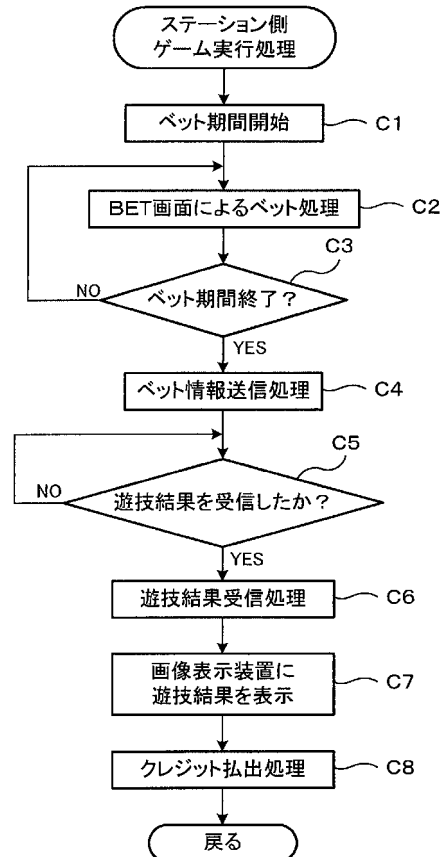 ステーション側
ゲーム実行処理
ベット期間開始
C1
BET画面によるベット処理
C2
C3
ベット期間終了?
NO
YES
ベット情報送信処理
C4
C5
遊技結果を受信したか?
NO
YES
遊技結果受信処理
C6
画像表示装置に
遊技結果を表示
C7
クレジット払出処理
C8
戻る